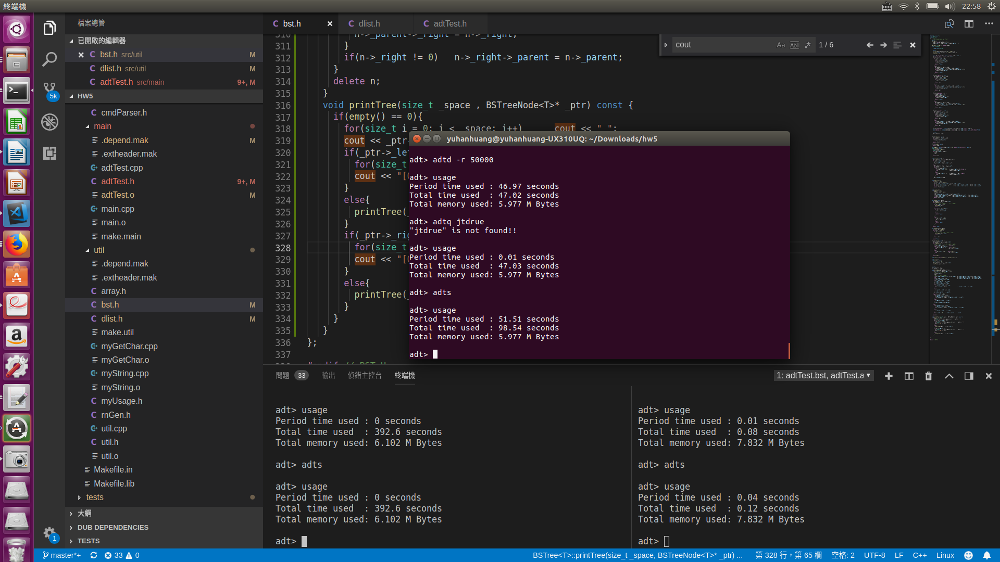 終端機
22:58
檔案總管
已開啟的編輯器
bst.h src/util M
dlist.h src/util M
adtTest.h src/main 9+, M
HW5
cmdParser.h
main
.depend.mak M
.extheader.mak
adtTest.cpp
adtTest.h 9+, M
adtTest.o M
main.cpp
main.o
make.main
util
.depend.mak
.extheader.mak
array.h
bst.h M
dlist.h M
make.util
myGetChar.cpp
myGetChar.o
myString.cpp
myString.o
myUsage.h
rnGen.h
util.cpp
util.h
util.o
Makefile.in
Makefile.lib
tests
大綱
DUB DEPENDENCIES
TESTS
5k
1
bst.h
dlist.h
adtTest.h
cout
Aa
1 / 6
310 n->_parent->_right = n->_right;
311 }
312 if(n->_right != 0)   n->_right->_parent = n->_parent;
313 }
314 delete n;
315 }
316 void printTree(size_t _space , BSTreeNode<T>* _ptr) const {
317 if(empty() == 0){
318 for(size_t i = 0; i < _space; i++)      cout << " ";
319 cout << _ptr
320 if(_ptr->_le
321 for(size_t
322 cout << "[
323 }
324 else{
325 printTree(
326 }
327 if(_ptr->_rig
328 for(size_t
329 cout << "[
330 }
331 else{
332 printTree(
333 }
334 }
335 }
336 };
337
338 #endif // BST_H
yuhanhuang@yuhanhuang-UX310UQ: ~/Downloads/hw5
adt> adtd -r 50000
adt> usage
Period time used : 46.97 seconds
Total time used  : 47.02 seconds
Total memory used: 5.977 M Bytes
adt> adtq jtdrue
"jtdrue" is not found!!
adt> usage
Period time used : 0.01 seconds
Total time used  : 47.03 seconds
Total memory used: 5.977 M Bytes
adt> adts
adt> usage
Period time used : 51.51 seconds
Total time used  : 98.54 seconds
Total memory used: 5.977 M Bytes
adt>
問題 33 輸出 偵錯主控台 終端機
1: adtTest.bst, adtTest.a
adt> usage
Period time used : 0 seconds
Total time used  : 392.6 seconds
Total memory used: 6.102 M Bytes
adt> adts
adt> usage
Period time used : 0 seconds
Total time used  : 392.6 seconds
Total memory used: 6.102 M Bytes
adt>
adt> usage
Period time used : 0.01 seconds
Total time used  : 0.08 seconds
Total memory used: 7.832 M Bytes
adt> adts
adt> usage
Period time used : 0.04 seconds
Total time used  : 0.12 seconds
Total memory used: 7.832 M Bytes
adt>
master*+ 33 0 BSTree<T>::printTree(size_t _space, BSTreeNode<T>* _ptr) ... 第 328 行，第 65 欄 空格: 2 UTF-8 LF C++ Linux